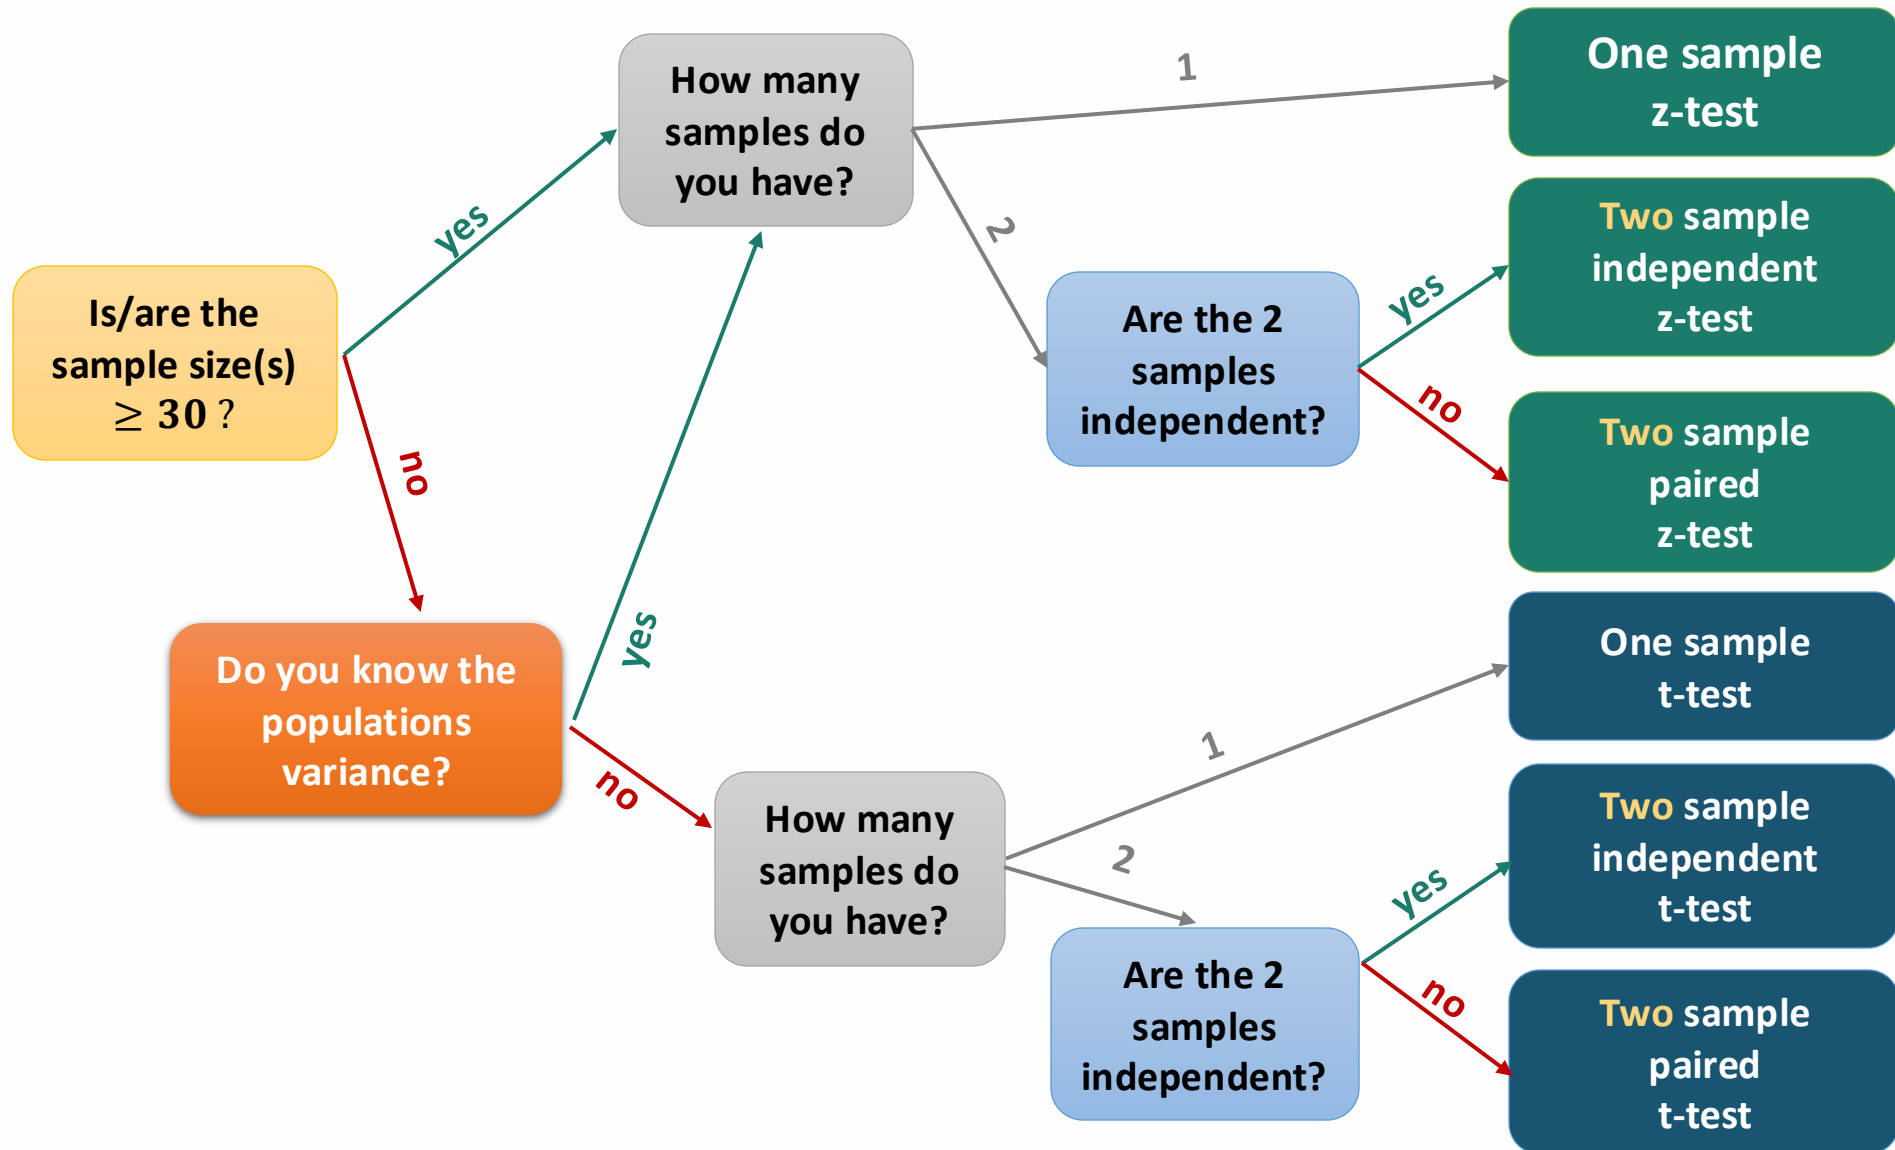 Is/are the
sample size(s)
≥ 30 ?
yes
no
How many
samples do
you have?
1
2
Are the 2
samples
independent?
yes
no
One sample
z-test
Two sample
independent
z-test
Two sample
paired
z-test
Do you know the
populations
variance?
yes
no
How many
samples do
you have?
1
2
Are the 2
samples
independent?
yes
no
One sample
t-test
Two sample
independent
t-test
Two sample
paired
t-test